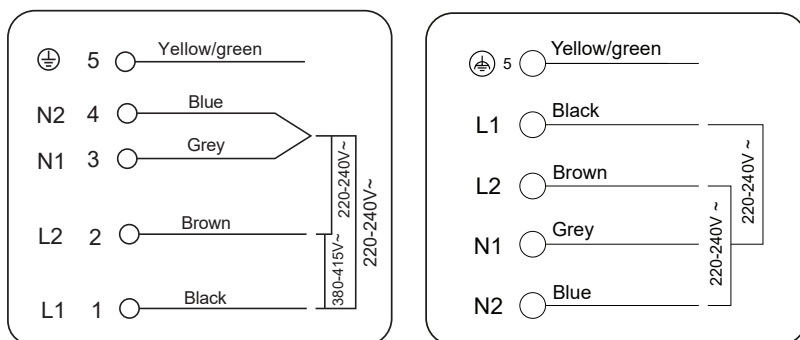 5 Yellow/green
N2 4 Blue
N1 3 Grey
L2 2 Brown
L1 1 Black
220-240V~
380-415V~
220-240V~
5 Yellow/green
L1 Black
L2 Brown
N1 Grey
N2 Blue
220-240V ~
220-240V ~